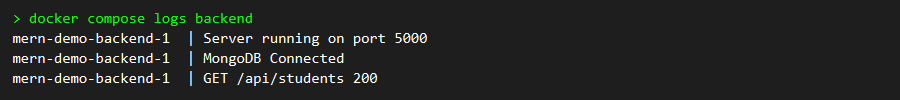 > docker compose logs backend
mern-demo-backend-1  | Server running on port 5000
mern-demo-backend-1  | MongoDB Connected
mern-demo-backend-1  | GET /api/students 200